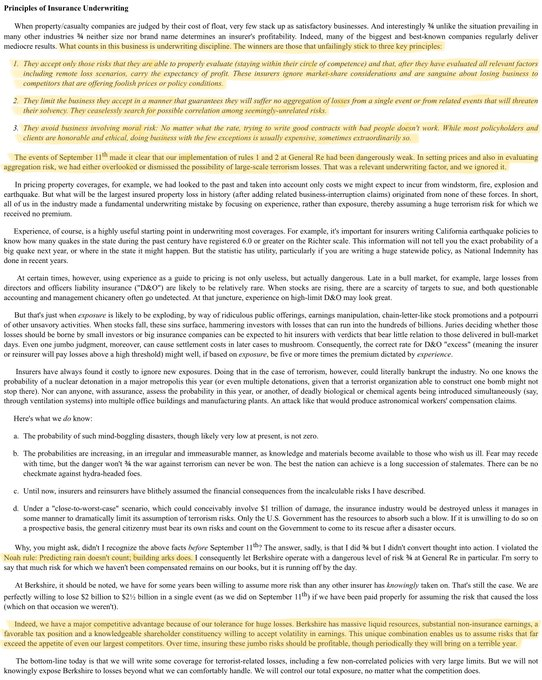 Principles of Insurance Underwriting
When property/casualty companies are judged by their cost of float, very few stack up as satisfactory businesses. And interestingly ¾ unlike the situation prevailing in
many other industries ¾ neither size nor brand name determines an insurer's profitability. Indeed, many of the biggest and best-known companies regularly deliver
mediocre results. What counts in this business is underwriting discipline. The winners are those that unfailingly stick to three key principles:
1. They accept only those risks that they are able to properly evaluate (staying within their circle of competence) and that, after they have evaluated all relevant factors
including remote loss scenarios, carry the expectancy of profit. These insurers ignore market-share considerations and are sanguine about losing business to
competitors that are offering foolish prices or policy conditions.
2. They limit the business they accept in a manner that guarantees they will suffer no aggregation of losses from a single event or from related events that will threaten
their solvency. They ceaselessly search for possible correlation among seemingly-unrelated risks.
3. They avoid business involving moral risk: No matter what the rate, trying to write good contracts with bad people doesn't work. While most policyholders and
clients are honorable and ethical, doing business with the few exceptions is usually expensive, sometimes extraordinarily so.
The events of September 11th made it clear that our implementation of rules 1 and 2 at General Re had been dangerously weak. In setting prices and also in evaluating
aggregation risk, we had either overlooked or dismissed the possibility of large-scale terrorism losses. That was a relevant underwriting factor, and we ignored it.
In pricing property coverages, for example, we had looked to the past and taken into account only costs we might expect to incur from windstorm, fire, explosion and
earthquake. But what will be the largest insured property loss in history (after adding related business-interruption claims) originated from none of these forces. In short,
all of us in the industry made a fundamental underwriting mistake by focusing on experience, rather than exposure, thereby assuming a huge terrorism risk for which we
received no premium.
Experience, of course, is a highly useful starting point in underwriting most coverages. For example, it's important for insurers writing California earthquake policies to
know how many quakes in the state during the past century have registered 6.0 or greater on the Richter scale. This information will not tell you the exact probability of a
big quake next year, or where in the state it might happen. But the statistic has utility, particularly if you are writing a huge statewide policy, as National Indemnity has
done in recent years.
At certain times, however, using experience as a guide to pricing is not only useless, but actually dangerous. Late in a bull market, for example, large losses from
directors and officers liability insurance ("D&O") are likely to be relatively rare. When stocks are rising, there are a scarcity of targets to sue, and both questionable
accounting and management chicanery often go undetected. At that juncture, experience on high-limit D&O may look great.
But that's just when exposure is likely to be exploding, by way of ridiculous public offerings, earnings manipulation, chain-letter-like stock promotions and a potpourri
of other unsavory activities. When stocks fall, these sins surface, hammering investors with losses that can run into the hundreds of billions. Juries deciding whether those
losses should be borne by small investors or big insurance companies can be expected to hit insurers with verdicts that bear little relation to those delivered in bull-market
days. Even one jumbo judgment, moreover, can cause settlement costs in later cases to mushroom. Consequently, the correct rate for D&O "excess" (meaning the insurer
or reinsurer will pay losses above a high threshold) might well, if based on exposure, be five or more times the premium dictated by experience.
Insurers have always found it costly to ignore new exposures. Doing that in the case of terrorism, however, could literally bankrupt the industry. No one knows the
probability of a nuclear detonation in a major metropolis this year (or even multiple detonations, given that a terrorist organization able to construct one bomb might not
stop there). Nor can anyone, with assurance, assess the probability in this year, or another, of deadly biological or chemical agents being introduced simultaneously (say,
through ventilation systems) into multiple office buildings and manufacturing plants. An attack like that would produce astronomical workers' compensation claims.
Here's what we do know:
a. The probability of such mind-boggling disasters, though likely very low at present, is not zero.
b. The probabilities are increasing, in an irregular and immeasurable manner, as knowledge and materials become available to those who wish us ill. Fear may recede
with time, but the danger won't ¾ the war against terrorism can never be won. The best the nation can achieve is a long succession of stalemates. There can be no
checkmate against hydra-headed foes.
c. Until now, insurers and reinsurers have blithely assumed the financial consequences from the incalculable risks I have described.
d. Under a "close-to-worst-case" scenario, which could conceivably involve $1 trillion of damage, the insurance industry would be destroyed unless it manages in
some manner to dramatically limit its assumption of terrorism risks. Only the U.S. Government has the resources to absorb such a blow. If it is unwilling to do so on
a prospective basis, the general citizenry must bear its own risks and count on the Government to come to its rescue after a disaster occurs.
Why, you might ask, didn't I recognize the above facts before September 11th? The answer, sadly, is that I did ¾ but I didn't convert thought into action. I violated the
Noah rule: Predicting rain doesn't count; building arks does. I consequently let Berkshire operate with a dangerous level of risk ¾ at General Re in particular. I'm sorry to
say that much risk for which we haven't been compensated remains on our books, but it is running off by the day.
At Berkshire, it should be noted, we have for some years been willing to assume more risk than any other insurer has knowingly taken on. That's still the case. We are
perfectly willing to lose $2 billion to $2½ billion in a single event (as we did on September 11th) if we have been paid properly for assuming the risk that caused the loss
(which on that occasion we weren't).
Indeed, we have a major competitive advantage because of our tolerance for huge losses. Berkshire has massive liquid resources, substantial non-insurance earnings, a
favorable tax position and a knowledgeable shareholder constituency willing to accept volatility in earnings. This unique combination enables us to assume risks that far
exceed the appetite of even our largest competitors. Over time, insuring these jumbo risks should be profitable, though periodically they will bring on a terrible year.
The bottom-line today is that we will write some coverage for terrorist-related losses, including a few non-correlated policies with very large limits. But we will not
knowingly expose Berkshire to losses beyond what we can comfortably handle. We will control our total exposure, no matter what the competition does.